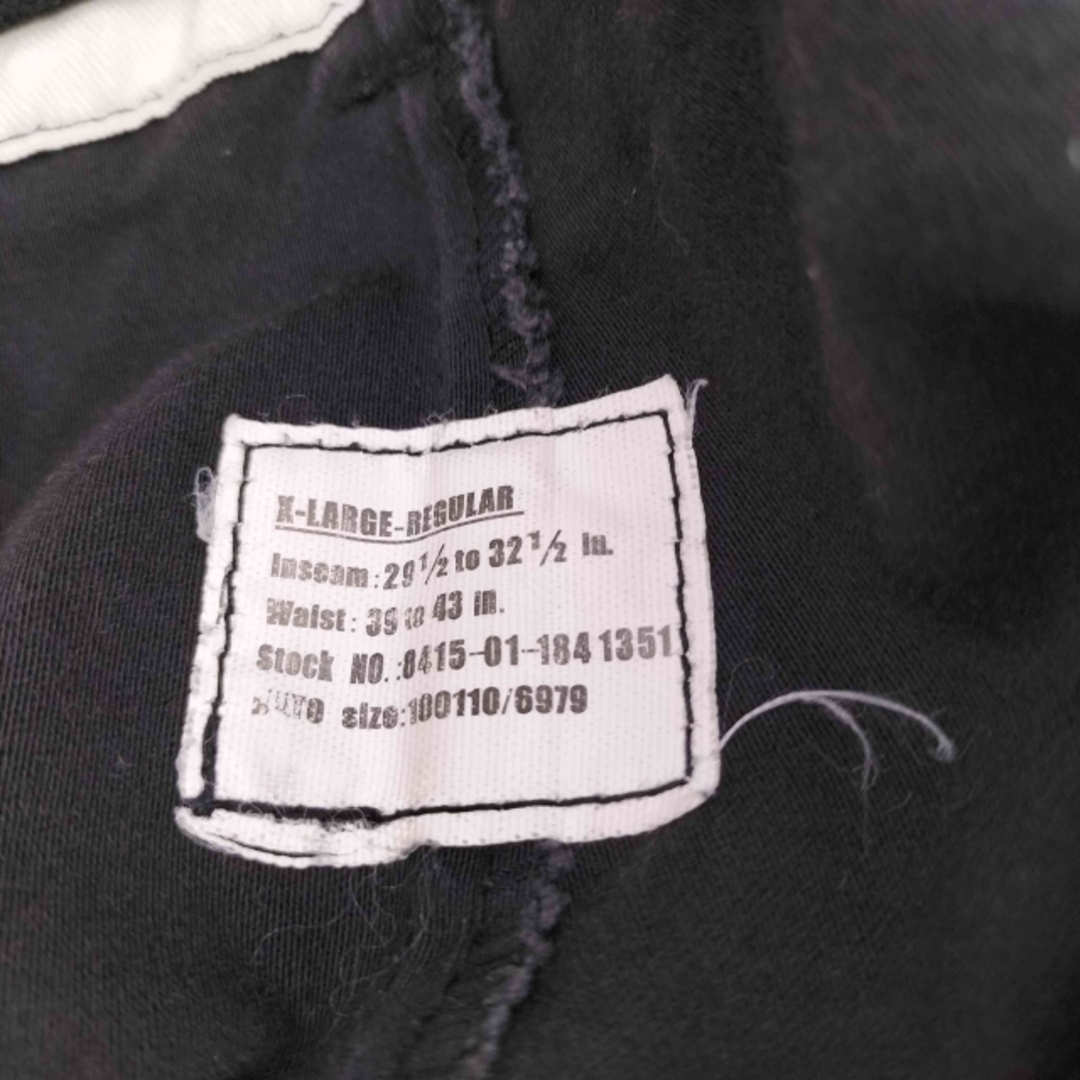 X-LARGE-REGULAR
Inseam: 29 1/2 to 32 1/2 in.
Waist: 39 to 43 in.
Stock NO.:8415-01-184 1351
size:180110/6979